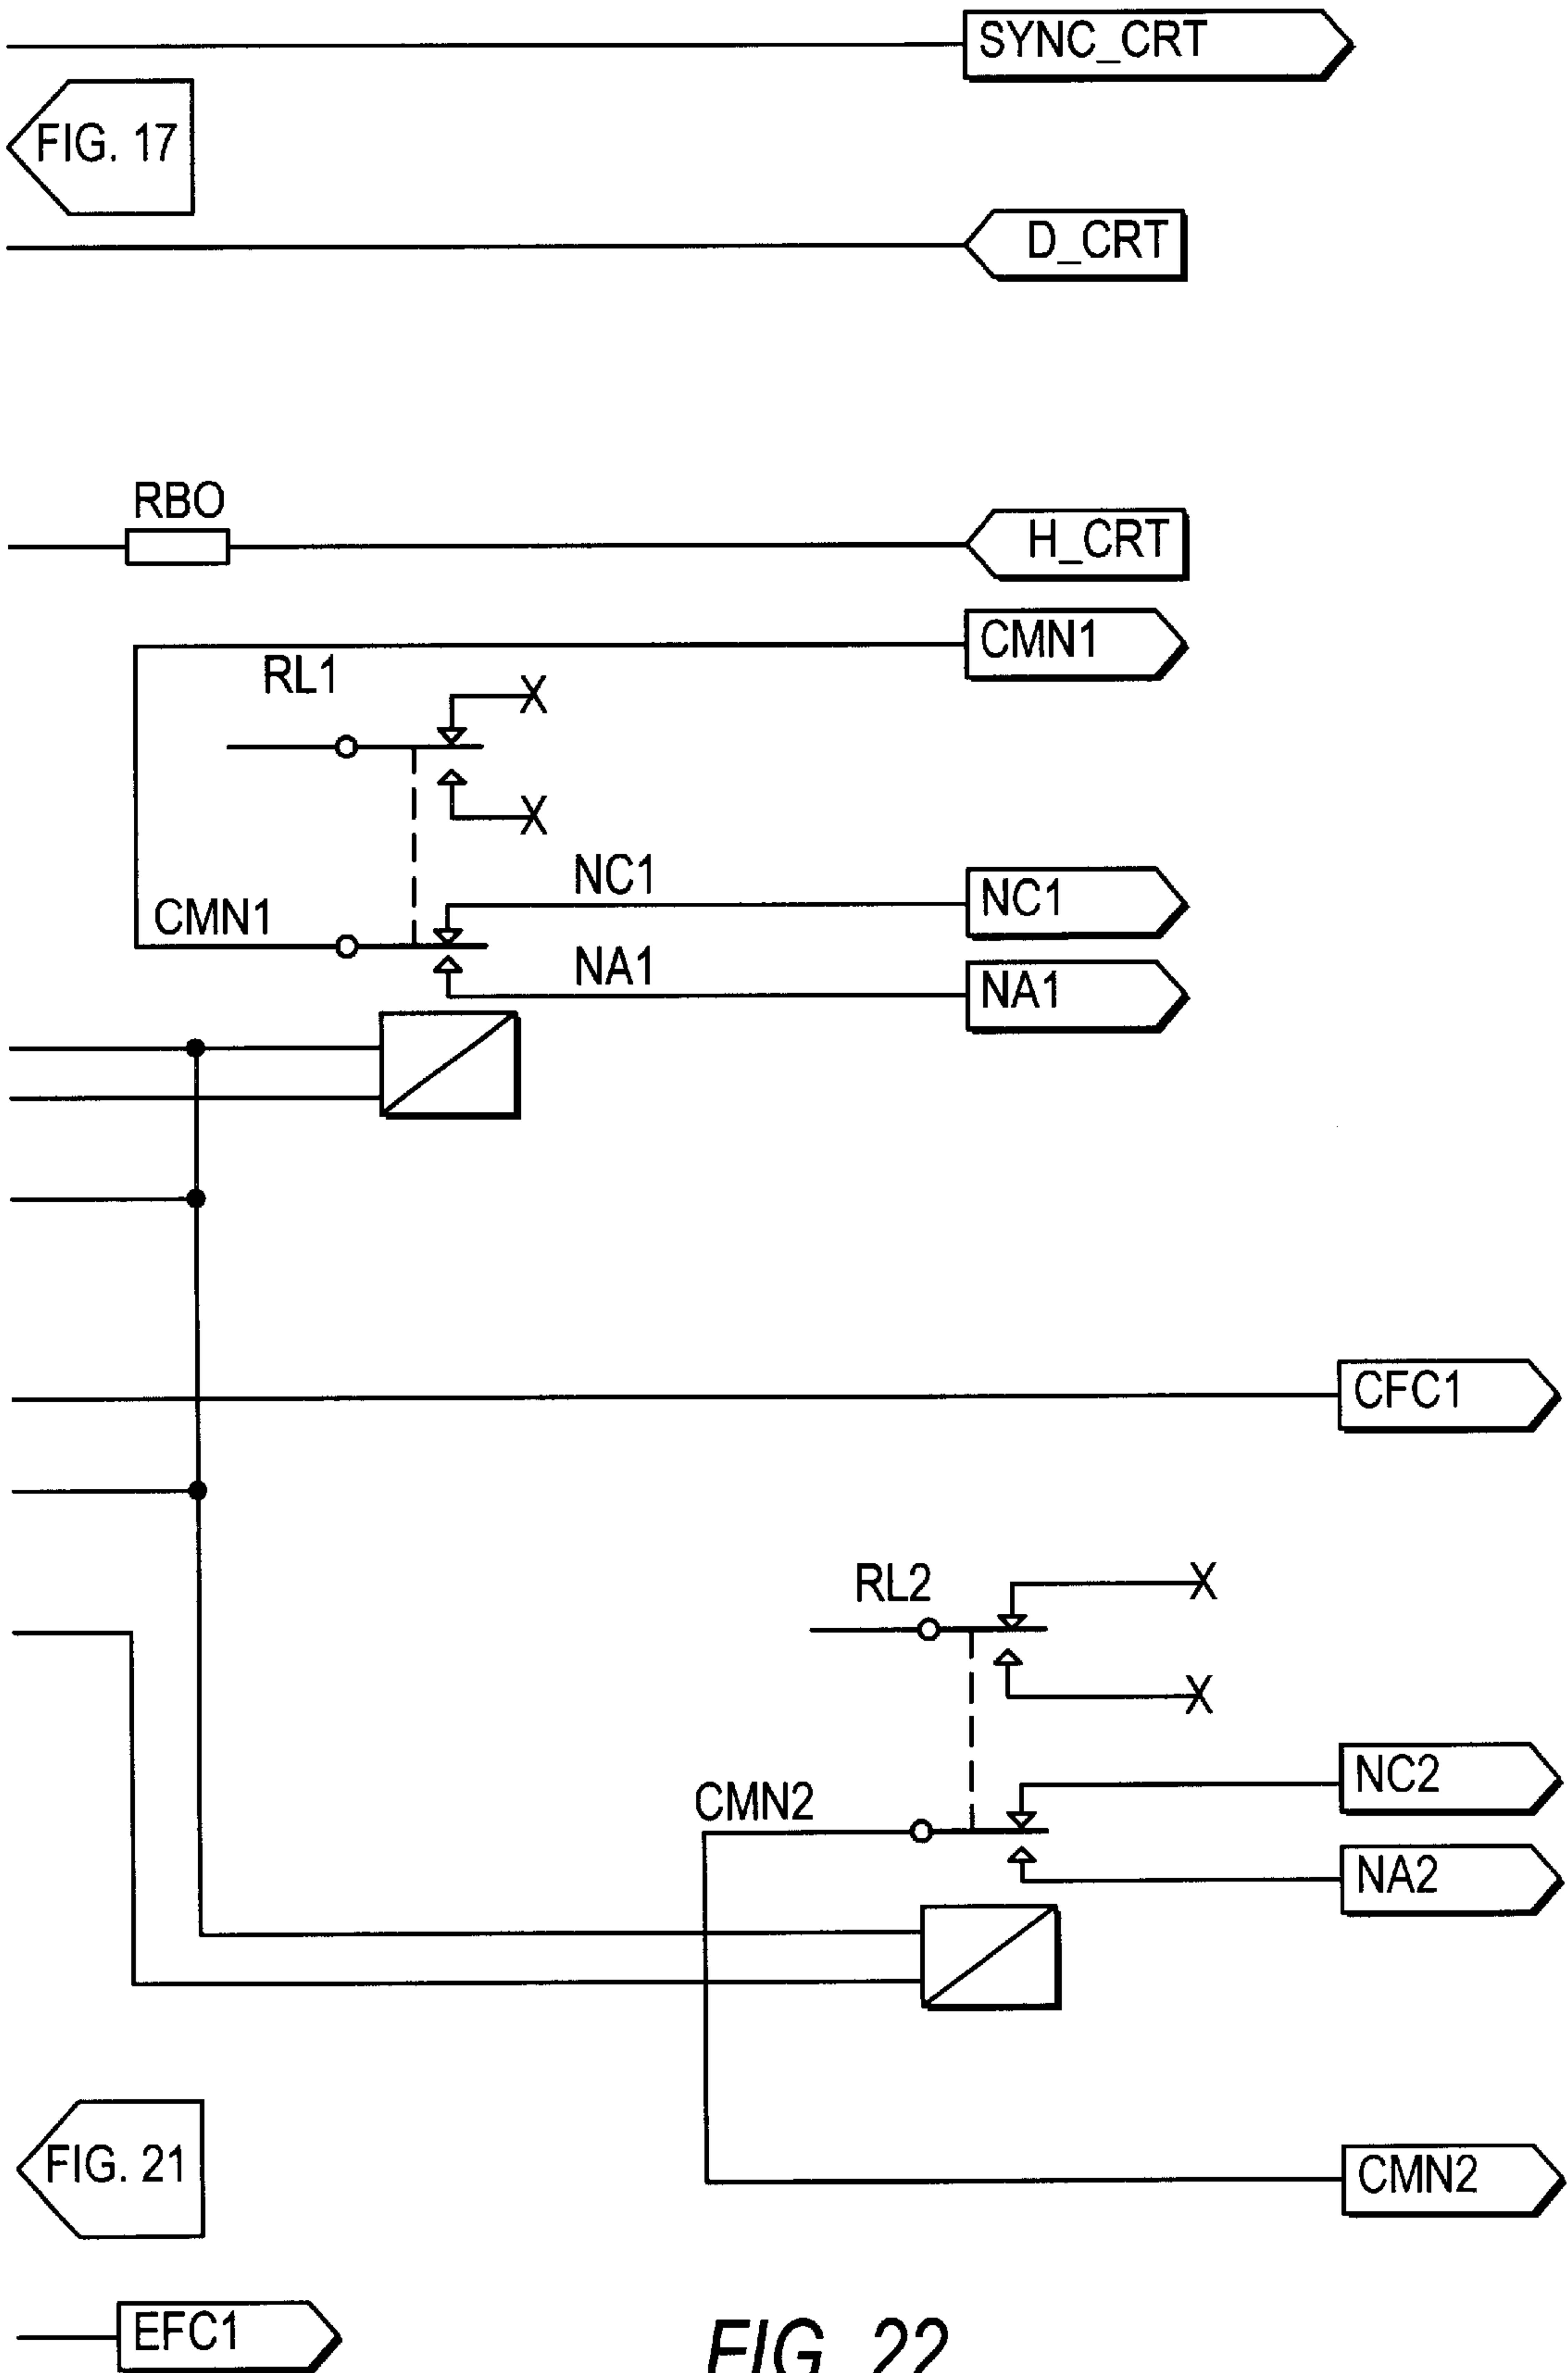 SYNC_CRT
FIG. 17
D_CRT
RBO
H_CRT
CMN1
RL1
X
X
NC1
NC1
CMN1
NA1
NA1
CFC1
RL2
X
X
NC2
CMN2
NA2
FIG. 21
CMN2
EFC1
FIG. 22